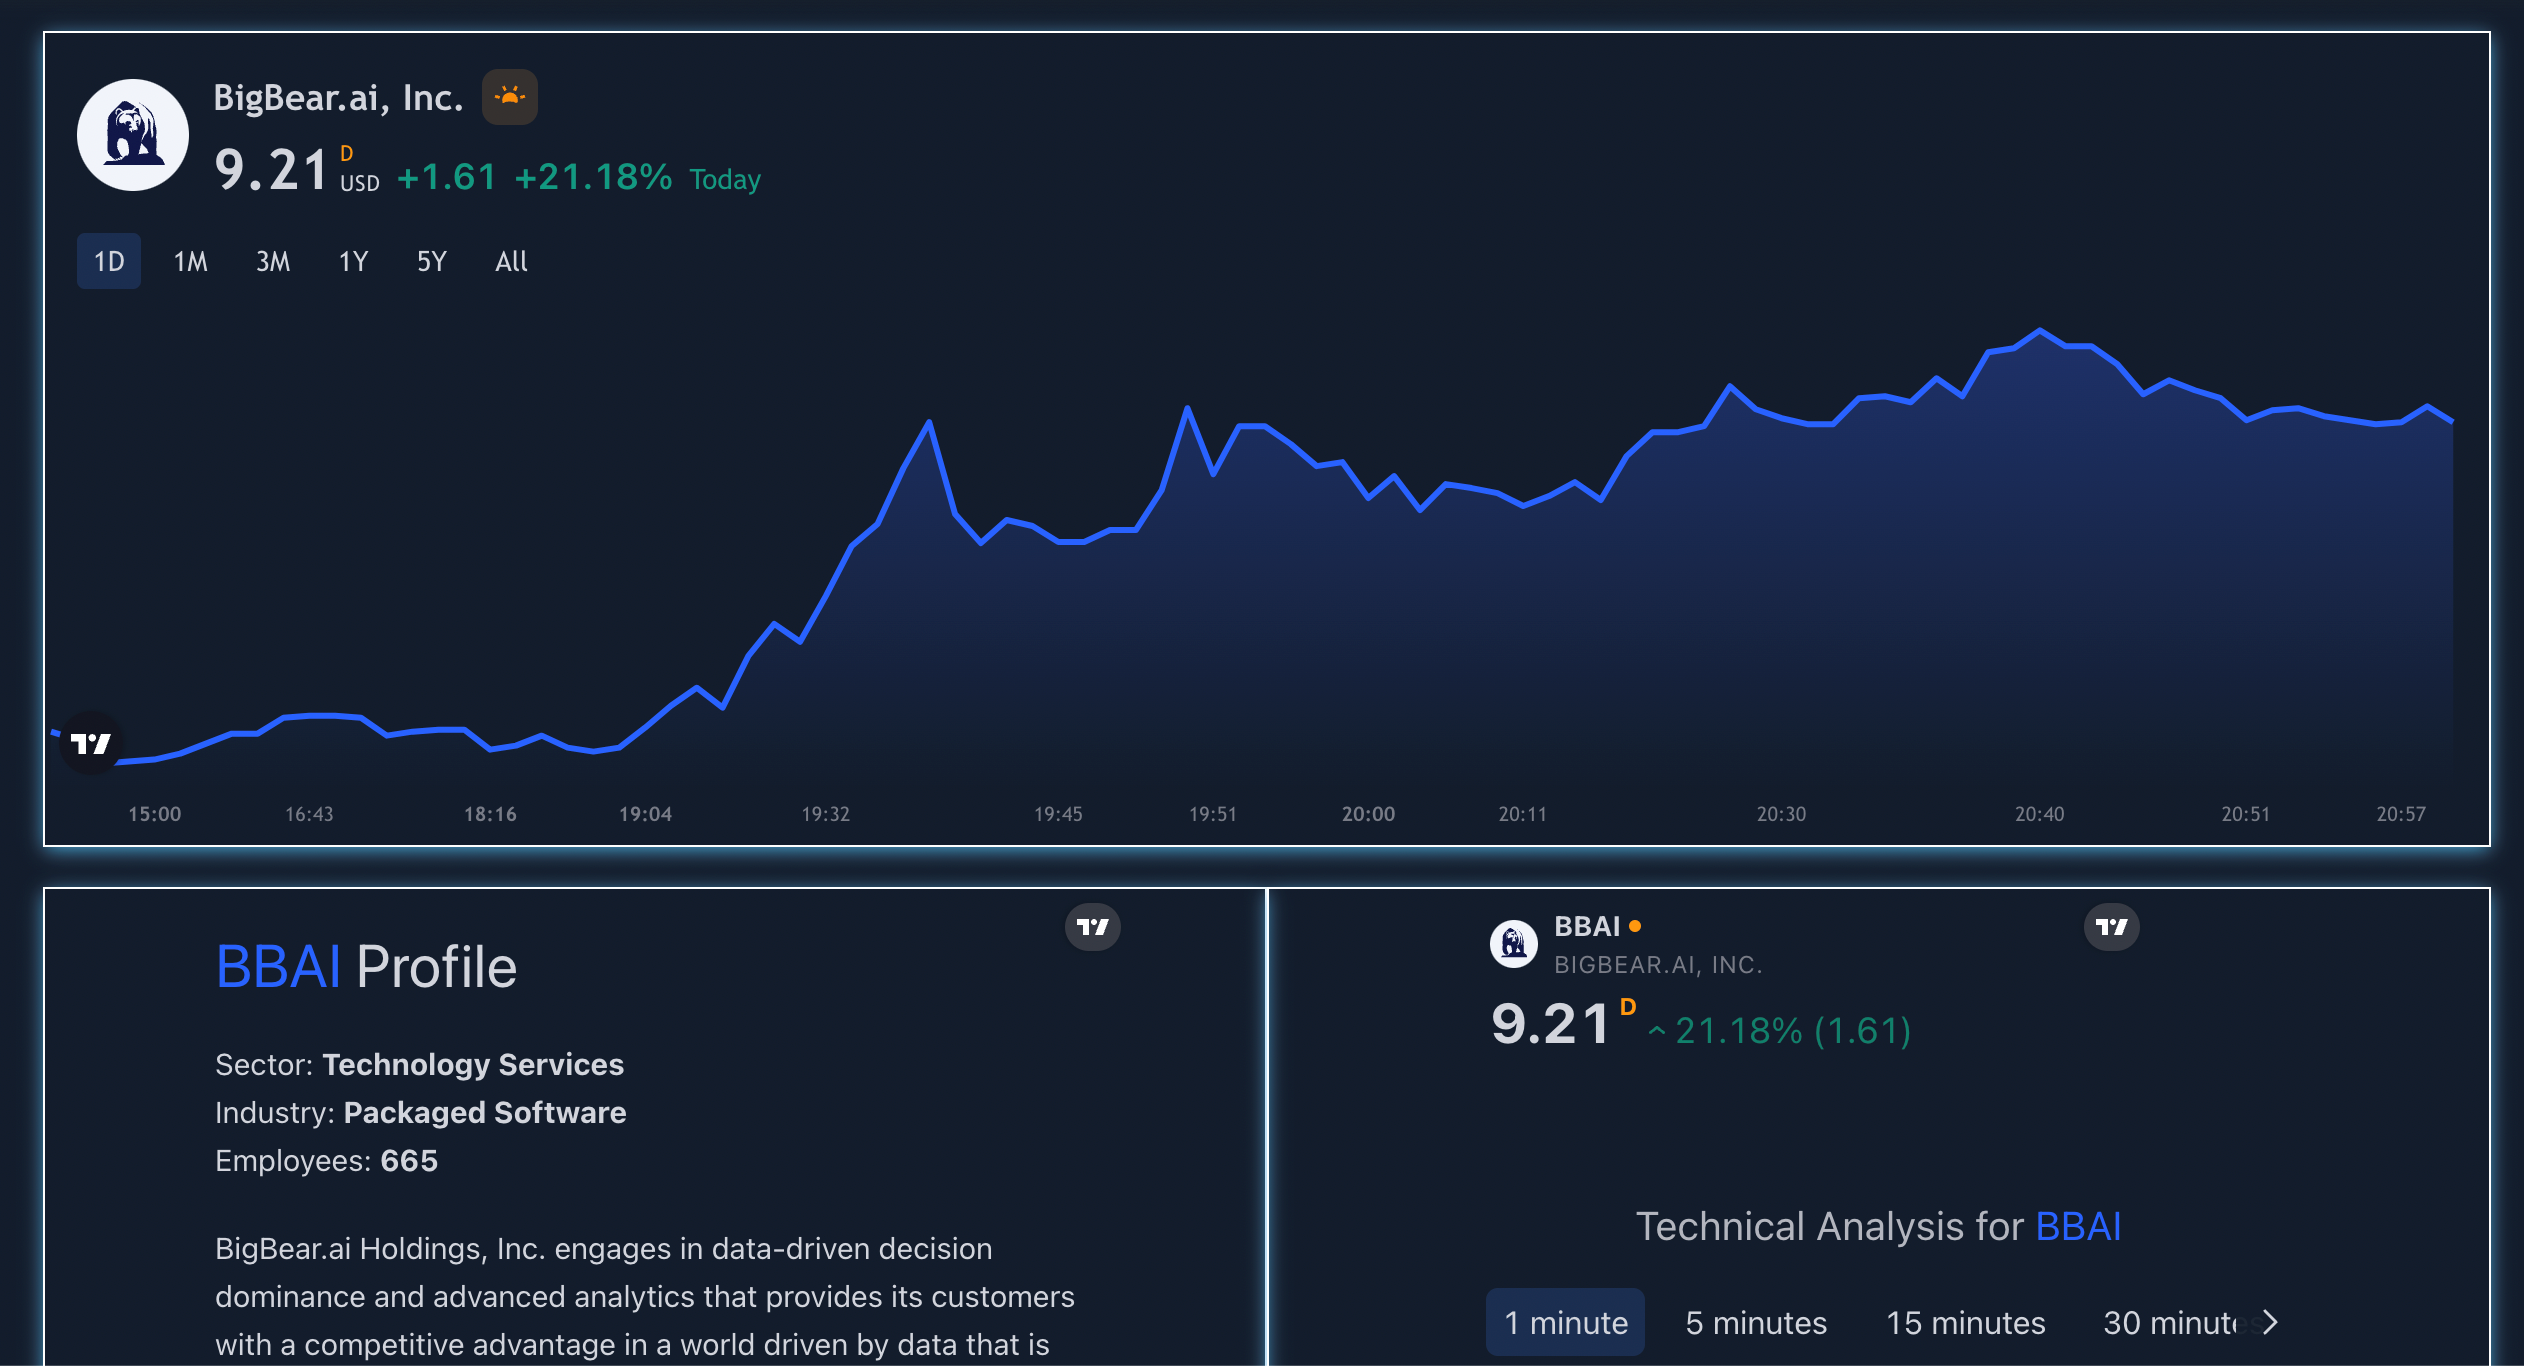 BigBear.ai, Inc.
9.21 D USD +1.61 +21.18% Today
1D 1M 3M 1Y 5Y All
15:00 16:43 18:16 19:04 19:32 19:45 19:51 20:00 20:11 20:30 20:40 20:51 20:57
BBAI Profile
Sector: Technology Services
Industry: Packaged Software
Employees: 665
BigBear.ai Holdings, Inc. engages in data-driven decision
dominance and advanced analytics that provides its customers
with a competitive advantage in a world driven by data that is
BBAI
BIGBEAR.AI, INC.
9.21 D 21.18% (1.61)
Technical Analysis for BBAI
1 minute 5 minutes 15 minutes 30 minutes